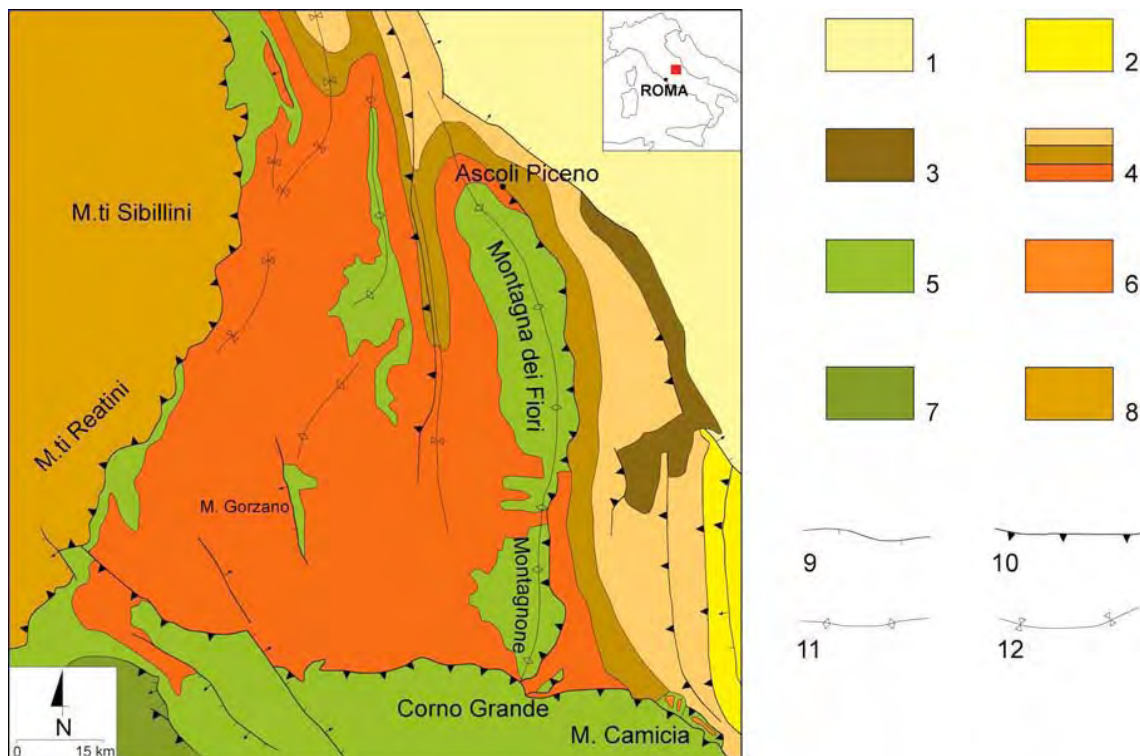 ROMA
1
2
3
4
5
6
7
8
9
10
11
12
Ascoli Piceno
M.ti Sibillini
Montagna dei Fiori
M.ti Reatini
M. Gorzano
Montagnone
Corno Grande
M. Camicia
N
0 15 km